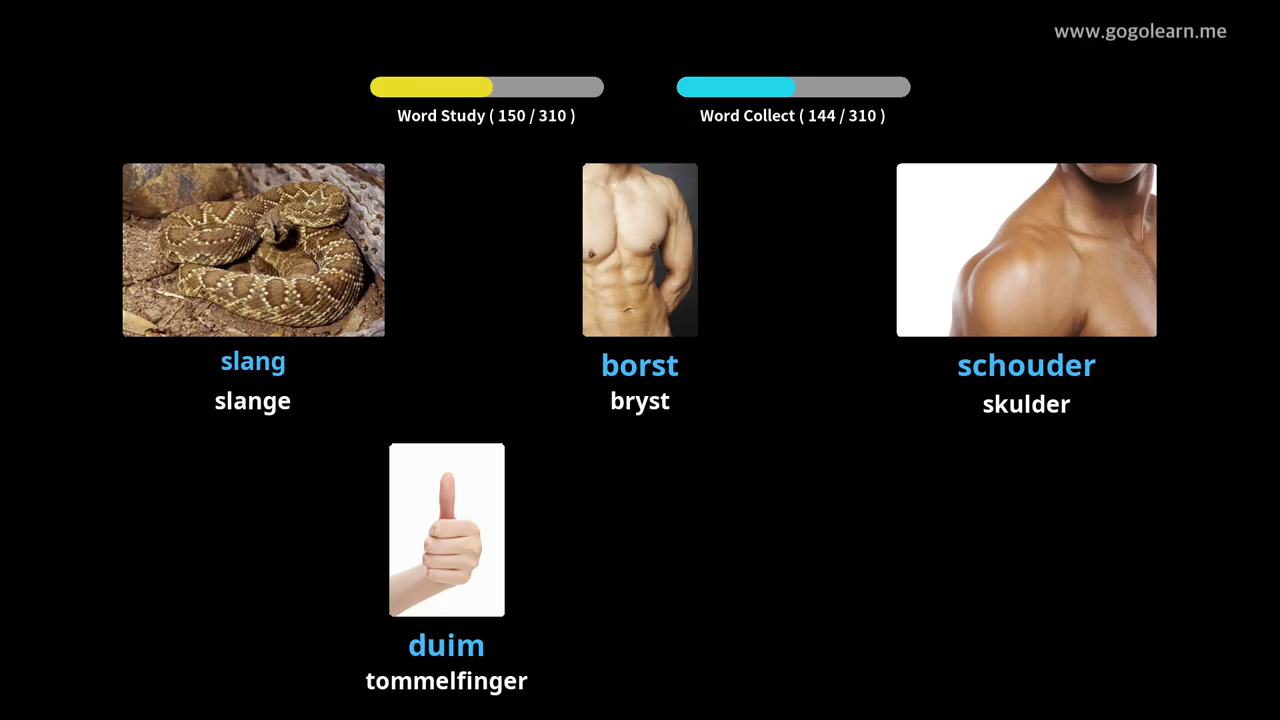 www.gogolearn.me
Word Study ( 150 / 310 )
Word Collect ( 144 / 310 )
slang
slange
borst
bryst
schouder
skulder
duim
tommelfinger